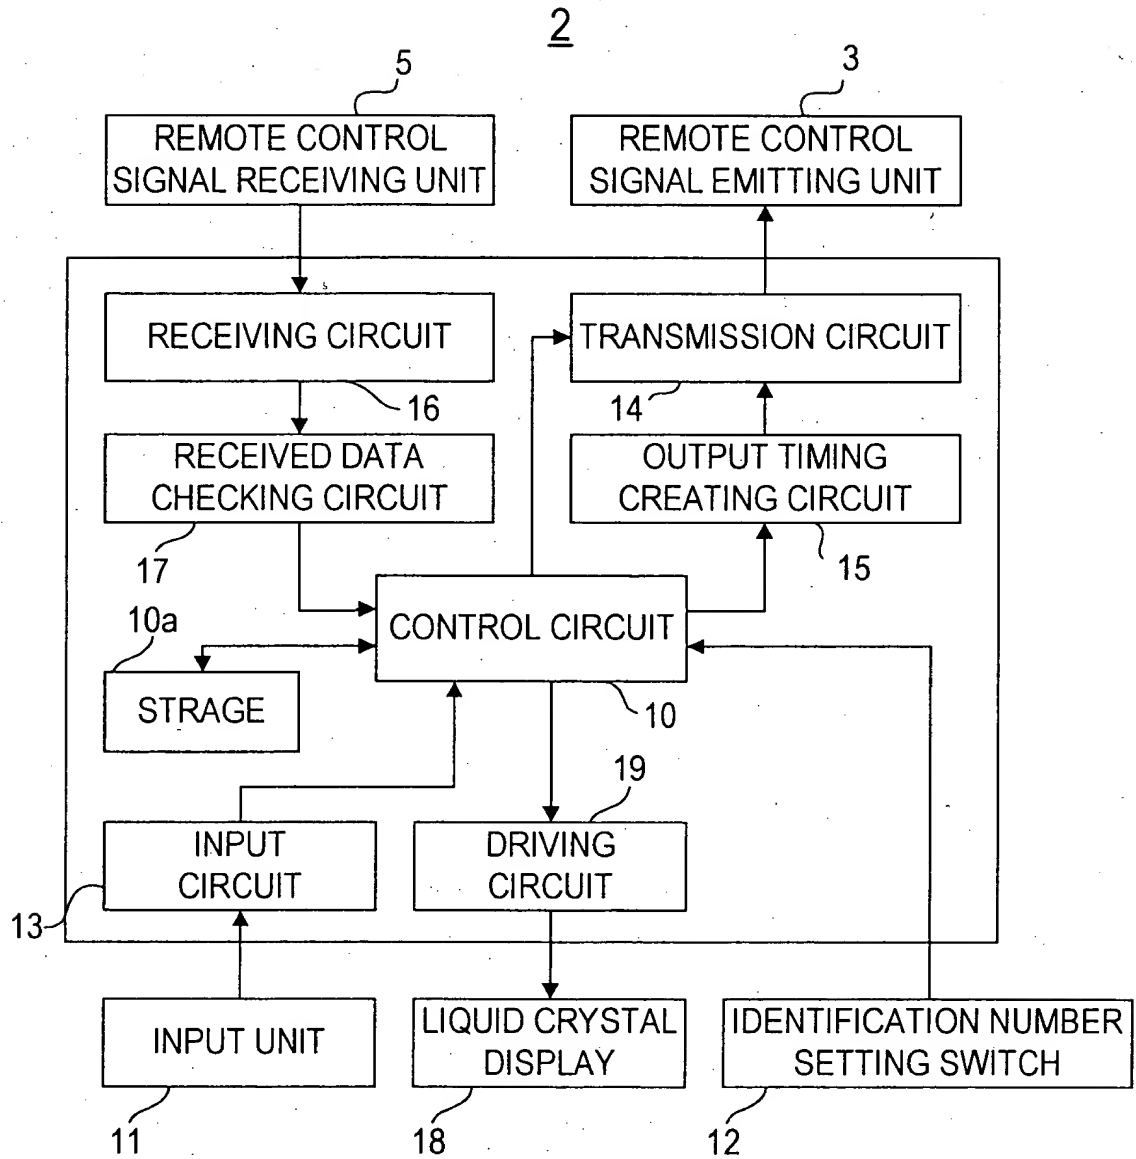 2
5
3
REMOTE CONTROL
SIGNAL RECEIVING UNIT
REMOTE CONTROL
SIGNAL EMITTING UNIT
RECEIVING CIRCUIT
TRANSMISSION CIRCUIT
16
14
RECEIVED DATA
CHECKING CIRCUIT
OUTPUT TIMING
CREATING CIRCUIT
17
15
10a
CONTROL CIRCUIT
STRAGE
10
19
INPUT
CIRCUIT
DRIVING
CIRCUIT
13
INPUT UNIT
LIQUID CRYSTAL
DISPLAY
IDENTIFICATION NUMBER
SETTING SWITCH
11
18
12